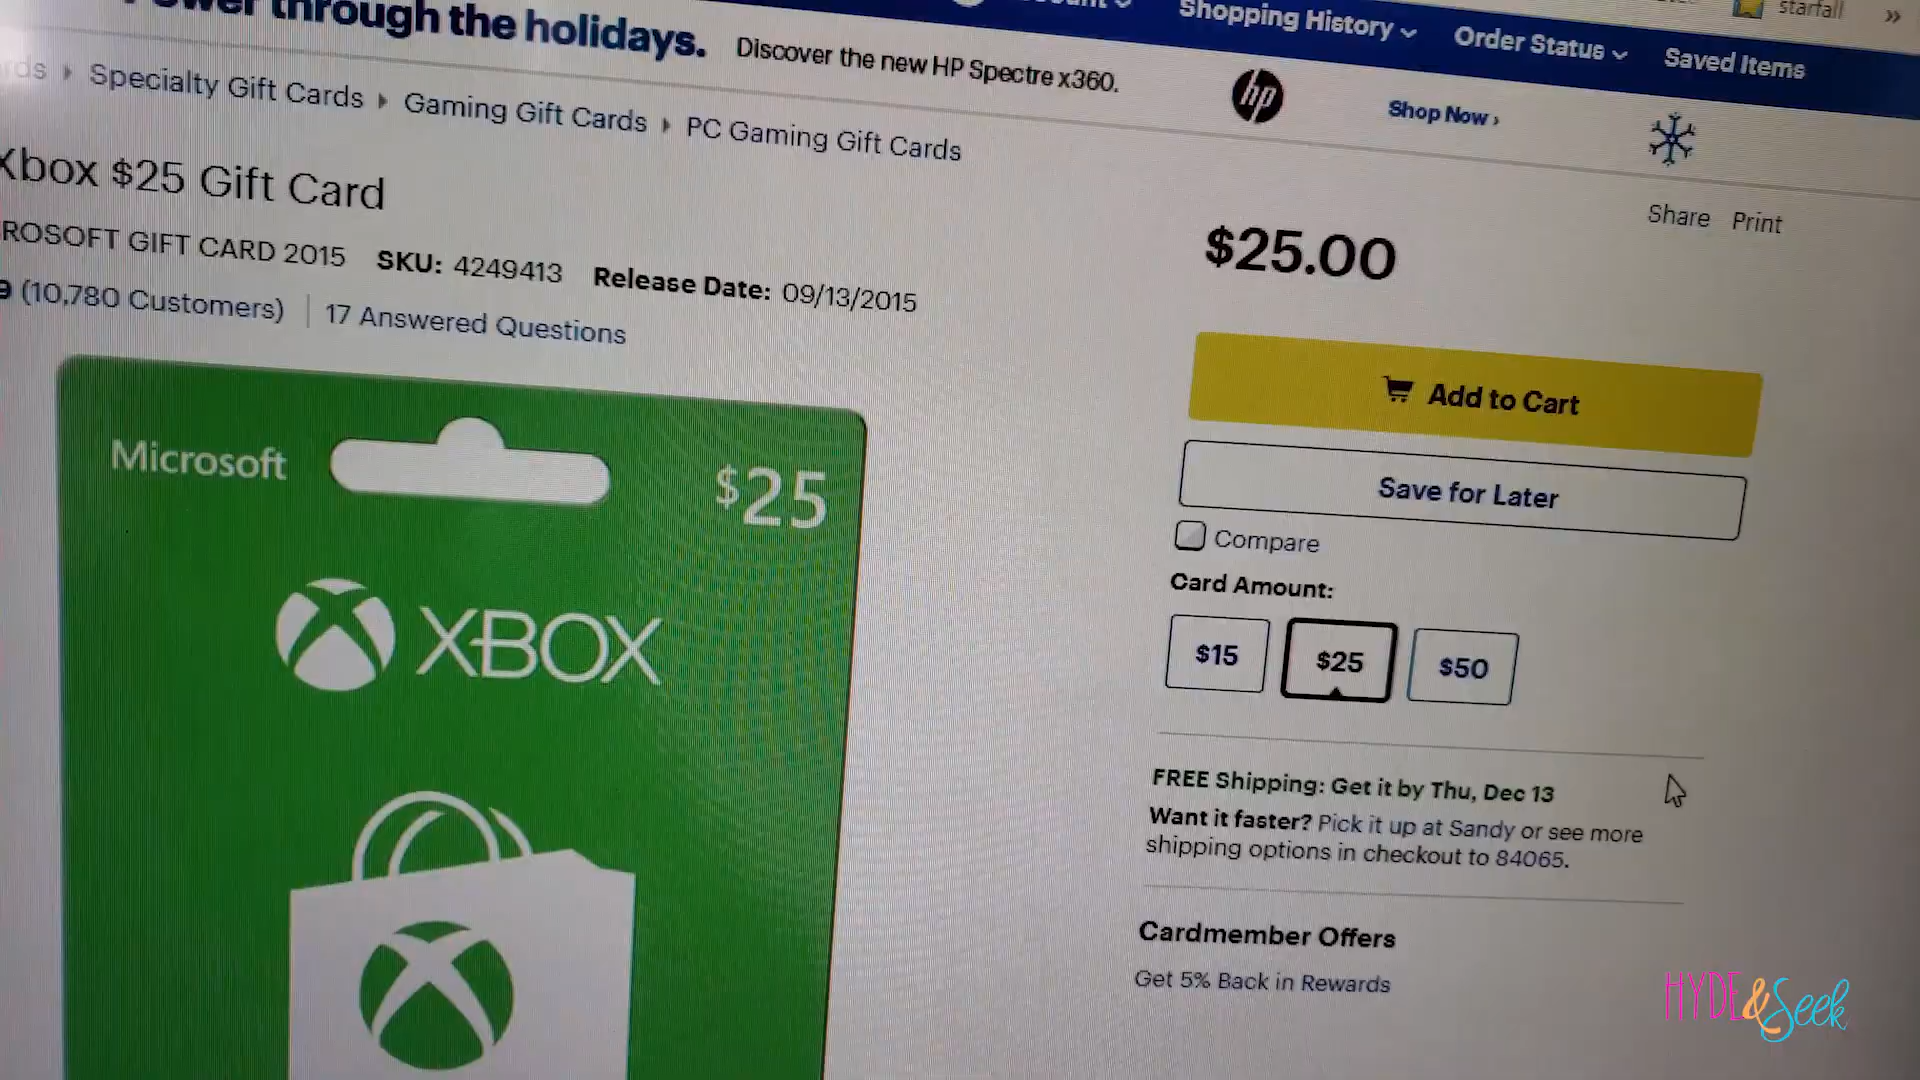 through the holidays. Discover the new HP Spectre x360.
hp
Shop Now ›
Shopping History
Order Status
Saved Items
starfall
»
Specialty Gift Cards
Gaming Gift Cards
PC Gaming Gift Cards
Xbox $25 Gift Card
GIFT CARD 2015 SKU: 4249413 Release Date: 09/13/2015
(10,780 Customers) 17 Answered Questions
Share Print
$25.00
Add to Cart
Save for Later
Compare
Card Amount:
$15 $25 $50
FREE Shipping: Get it by Thu, Dec 13
Want it faster? Pick it up at Sandy or see more
shipping options in checkout to 84065.
Cardmember Offers
Get 5% Back in Rewards
Microsoft
$25
XBOX
HYDE&Seek